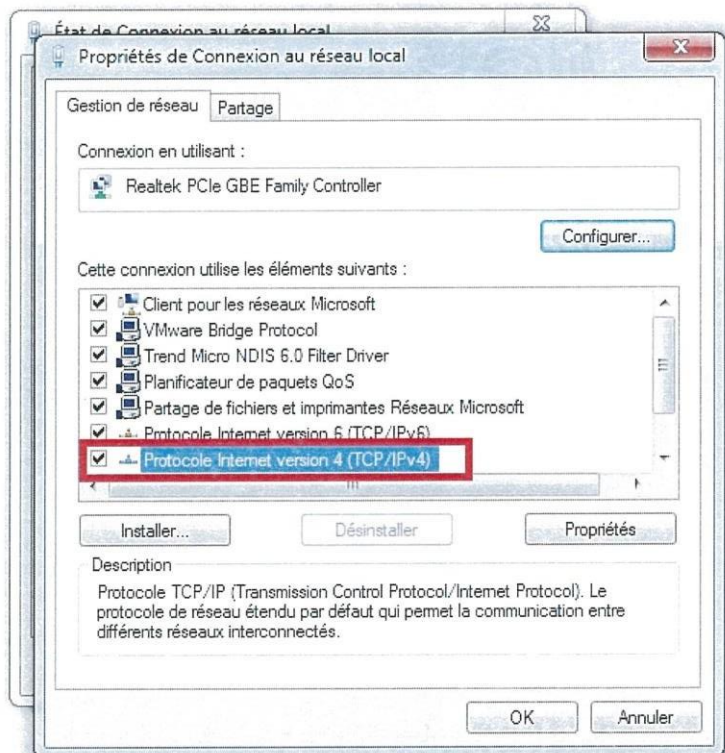 État de Connexion au réseau local
Propriétés de Connexion au réseau local
Gestion de réseau Partage
Connexion en utilisant :
Realtek PCIe GBE Family Controller
Configurer...
Cette connexion utilise les éléments suivants :
Client pour les réseaux Microsoft
VMware Bridge Protocol
Trend Micro NDIS 6.0 Filter Driver
Planificateur de paquets QoS
Partage de fichiers et imprimantes Réseaux Microsoft
Protocole Internet version 6 (TCP/IPv6)
Protocole Internet version 4 (TCP/IPv4)
Installer... Désinstaller Propriétés
Description
Protocole TCP/IP (Transmission Control Protocol/Internet Protocol). Le
protocole de réseau étendu par défaut qui permet la communication entre
différents réseaux interconnectés.
OK Annuler